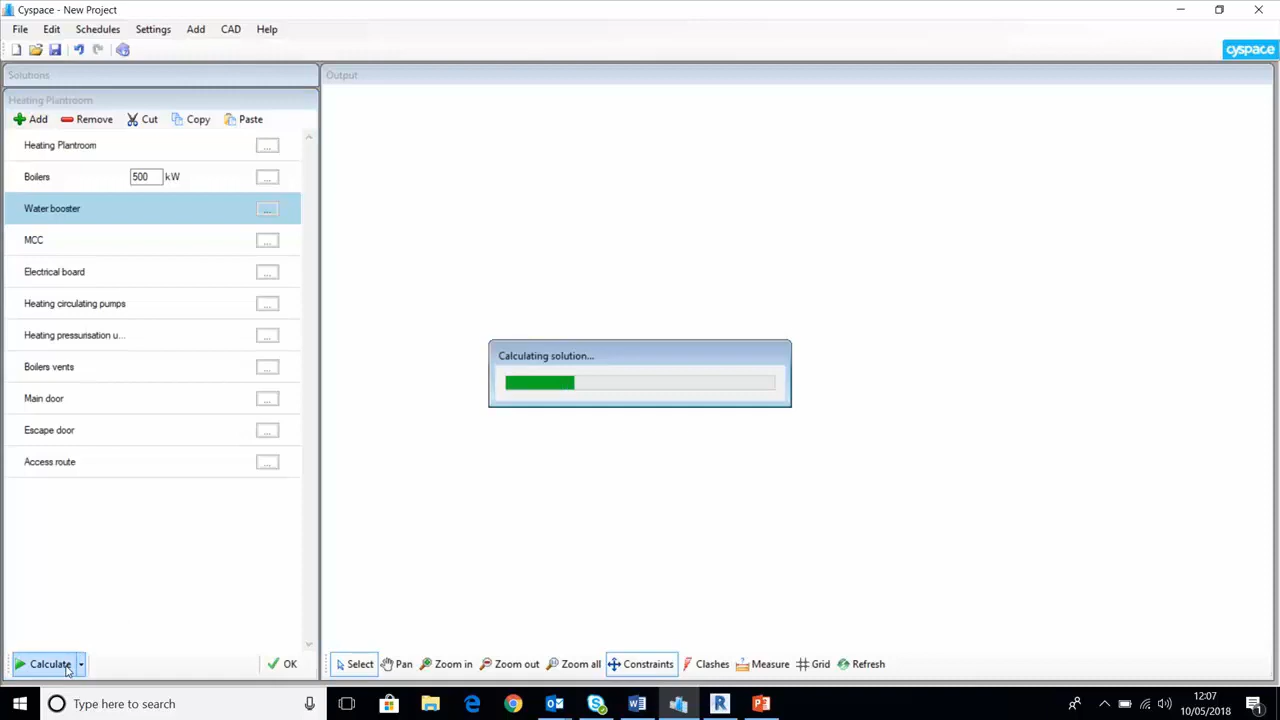 Cyspace - New Project
File Edit Schedules Settings Add CAD Help
cyspace
Solutions
Output
Heating Plantroom
Add Remove Cut Copy Paste
Heating Plantroom ...
Boilers 500 kW ...
Water booster ...
MCC ...
Electrical board ...
Heating circulating pumps ...
Heating pressurisation u... ...
Boilers vents ...
Main door ...
Escape door ...
Access route ...
Calculating solution...
Calculate OK
Select Pan Zoom in Zoom out Zoom all Constraints Clashes Measure Grid Refresh
Type here to search
12:07
10/05/2018